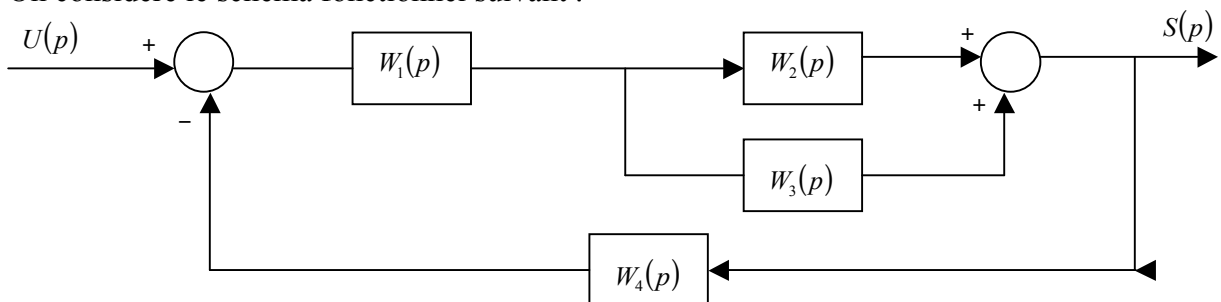 On considère le schéma fonctionnel suivant :
U(p) + W₁(p) W₂(p) + S(p)
− + 
W₃(p)
W₄(p)